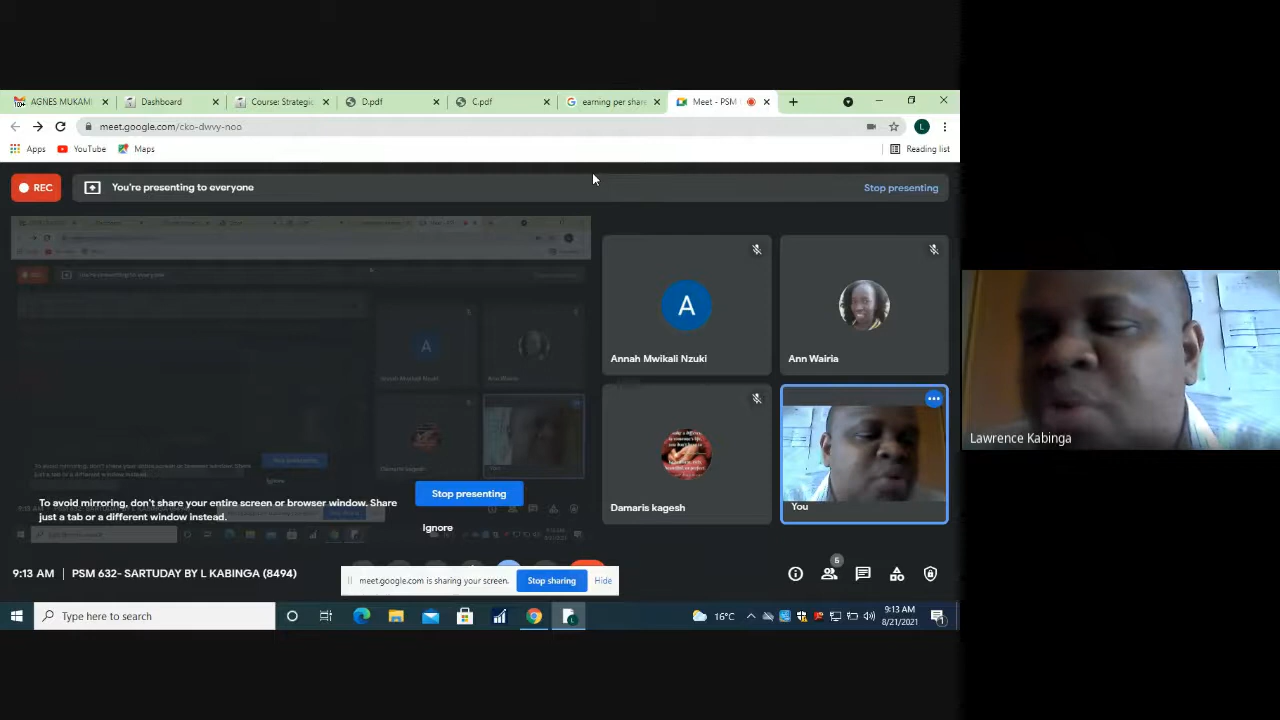 AGNES MUKAMI
Dashboard
Course: Strategic
D.pdf
C.pdf
earning per share
Meet - PSM
meet.google.com/cko-dwvy-noo
L
Apps
YouTube
Maps
Reading list
REC
You're presenting to everyone
Stop presenting
A
Annah Mwikali Nzuki
Ann Wairia
To avoid mirroring, don't share your entire screen or browser window. Share
just a tab or a different window instead.
Stop presenting
Ignore
Damaris kagesh
You
Lawrence Kabinga
9:13 AM | PSM 632- SARTUDAY BY L KABINGA (8494)
meet.google.com is sharing your screen.
Stop sharing
Hide
5
Type here to search
16°C
9:13 AM
8/21/2021
1